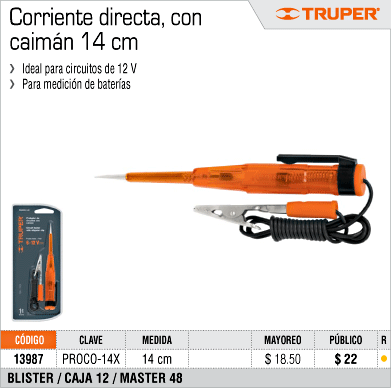 Corriente directa, con
caimán 14 cm
TRUPER®
› Ideal para circuitos de 12 V
› Para medición de baterías
TRUPER
CÓDIGO CLAVE MEDIDA MAYOREO PÚBLICO R
13987 PROCO-14X 14 cm $ 18.50 $ 22
BLISTER / CAJA 12 / MASTER 48